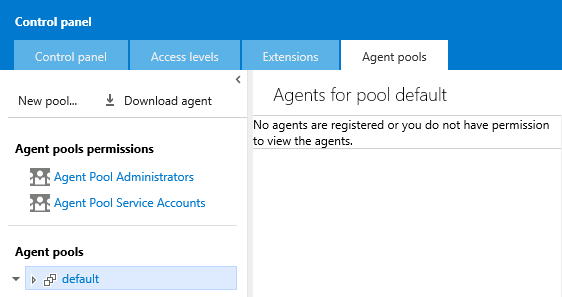 Control panel
Control panel
Access levels
Extensions
Agent pools
New pool...
Download agent
Agent pools permissions
Agent Pool Administrators
Agent Pool Service Accounts
Agent pools
default
Agents for pool default
No agents are registered or you do not have permission
to view the agents.